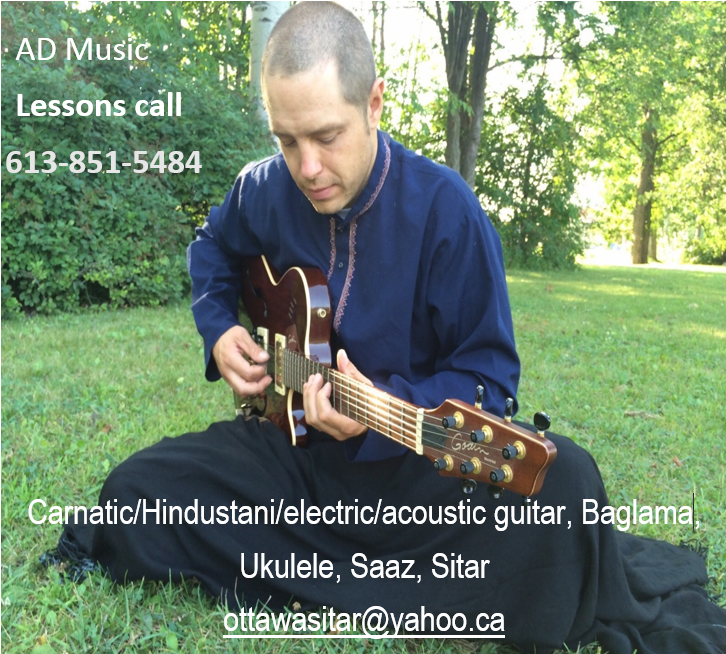 AD Music
Lessons call
613-851-5484
Godin
Carnatic/Hindustani/electric/acoustic guitar, Baglama,
Ukulele, Saaz, Sitar
ottawasitar@yahoo.ca